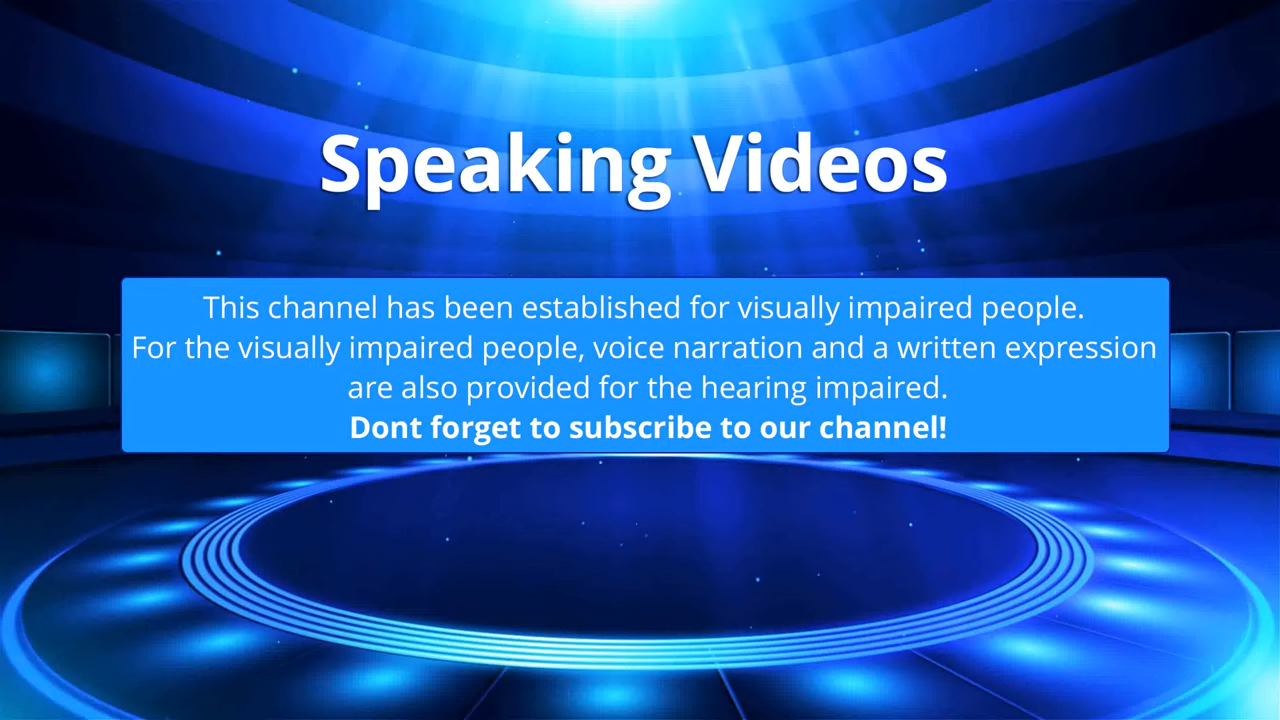 Speaking Videos
This channel has been established for visually impaired people.
For the visually impaired people, voice narration and a written expression
are also provided for the hearing impaired.
Dont forget to subscribe to our channel!